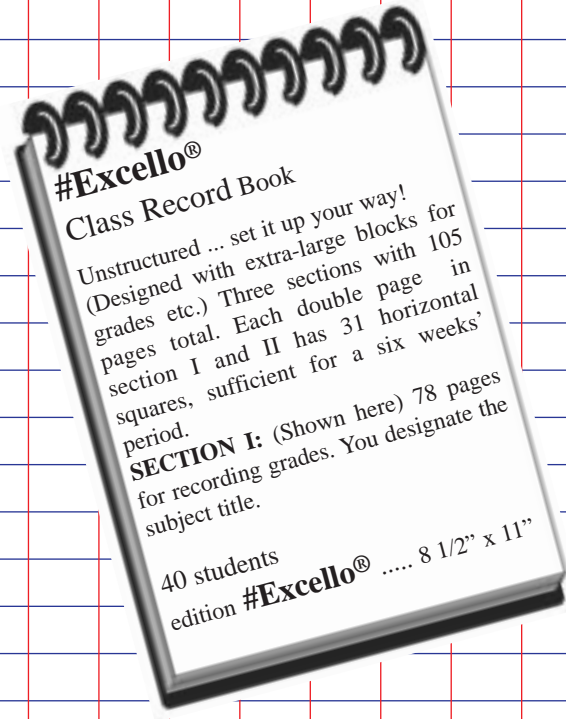 #Excello®
Class Record Book
Unstructured ... set it up your way!
(Designed with extra-large blocks for
grades etc.) Three sections with 105
pages total. Each double page in
section I and II has 31 horizontal
squares, sufficient for a six weeks’
period.
SECTION I: (Shown here) 78 pages
for recording grades. You designate the
subject title.
40 students
edition #Excello® ..... 8 1/2” x 11”